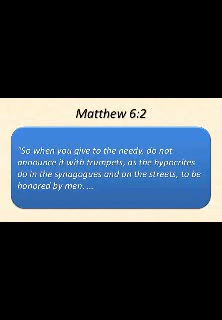 Matthew 6:2
"So when you give to the needy, do not
announce it with trumpets, as the hypocrites
do in the synagogues and on the streets, to be
honored by men.....